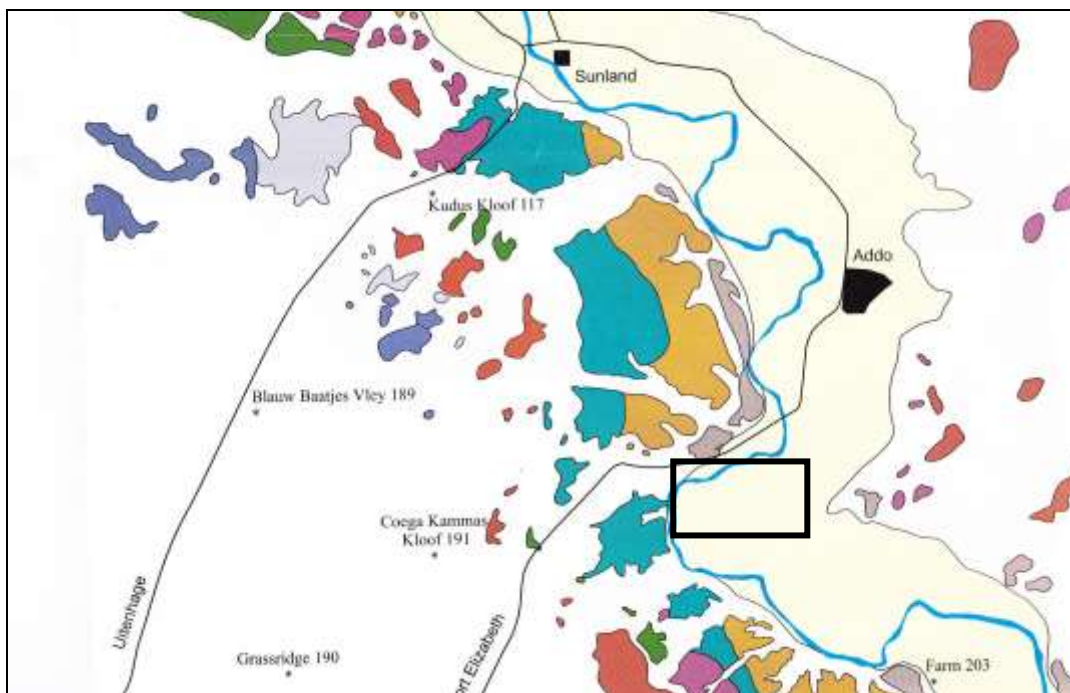 Sunland
Kudus Kloof 117
Addo
Blauw Baatjes Vley 189
Coega Kammas
Kloof 191
Uitenhage
ort Elizabeth
Grassridge 190
Farm 203